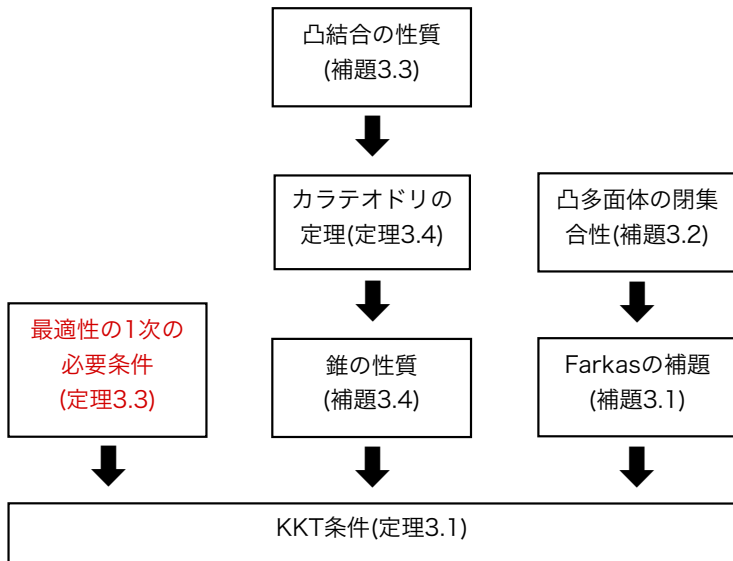 凸結合の性質
(補題3.3)
カラテオドリの
定理(定理3.4)
凸多面体の閉集
合性(補題3.2)
最適性の1次の
必要条件
(定理3.3)
錐の性質
(補題3.4)
Farkasの補題
(補題3.1)
KKT条件(定理3.1)